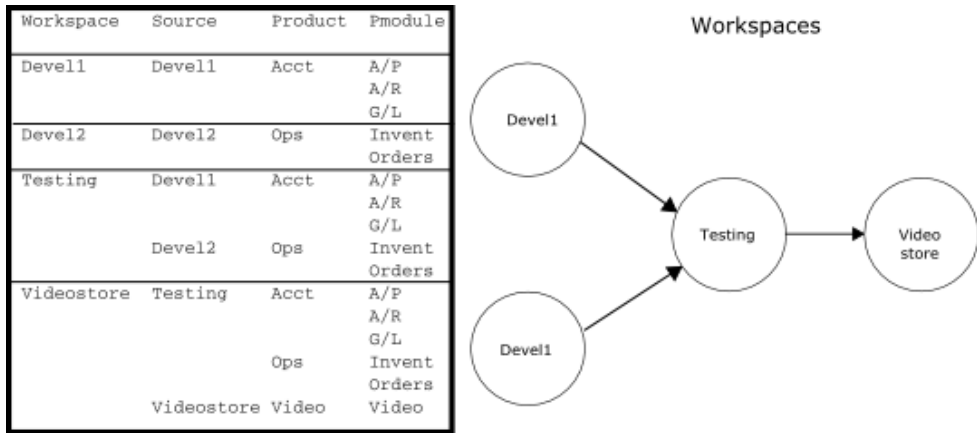 Workspace Source Product Pmodule
Devel1 Devel1 Acct A/P
A/R
G/L
Devel2 Devel2 Ops Invent
Orders
Testing Devel1 Acct A/P
A/R
G/L
Devel2 Ops Invent
Orders
Videostore Testing Acct A/P
A/R
G/L
Ops Invent
Orders
Videostore Video Video
Workspaces
Devel1
Testing
Video
store
Devel1